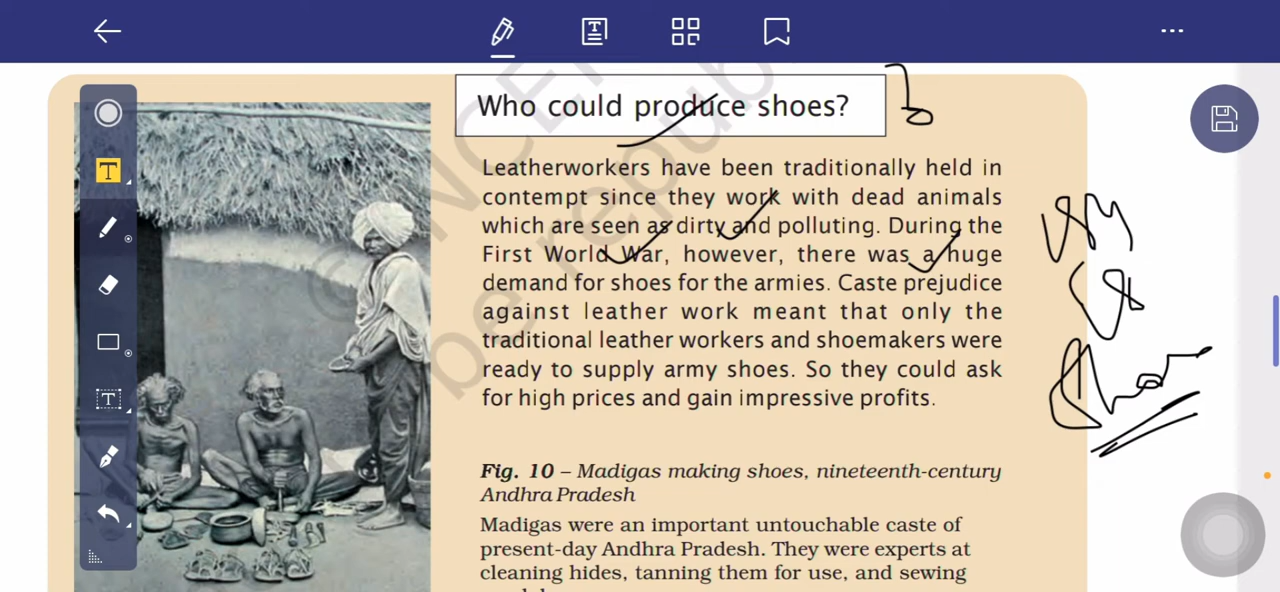 Who could produce shoes?
Leatherworkers have been traditionally held in
contempt since they work with dead animals
which are seen as dirty and polluting. During the
First World War, however, there was a huge
demand for shoes for the armies. Caste prejudice
against leather work meant that only the
traditional leather workers and shoemakers were
ready to supply army shoes. So they could ask
for high prices and gain impressive profits.
Fig. 10 – Madigas making shoes, nineteenth-century
Andhra Pradesh
Madigas were an important untouchable caste of
present-day Andhra Pradesh. They were experts at
cleaning hides, tanning them for use, and sewing